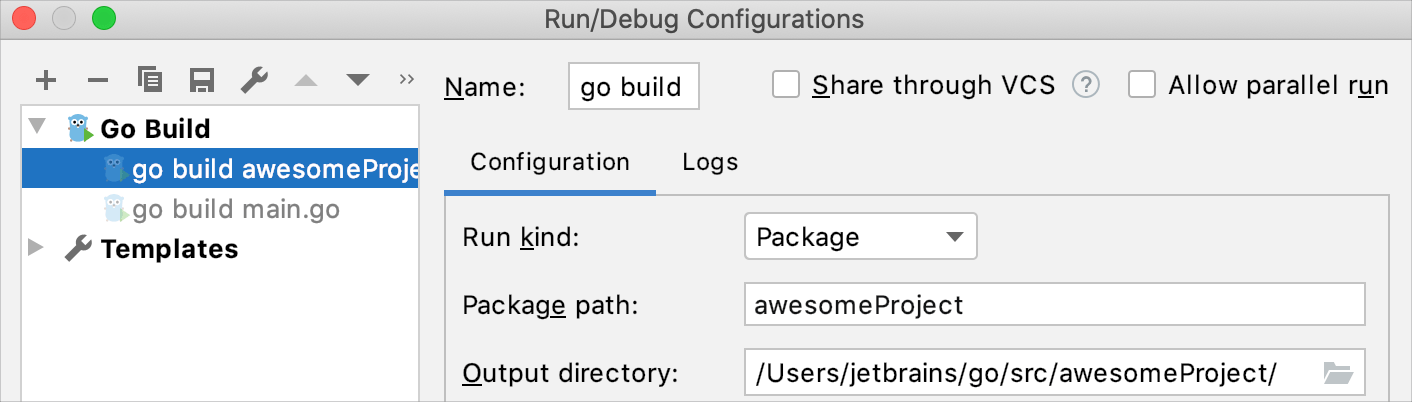 Run/Debug Configurations
Name: go build Share through VCS ? Allow parallel run
Go Build
go build awesomeProje
go build main.go
Templates
Configuration Logs
Run kind: Package
Package path: awesomeProject
Output directory: /Users/jetbrains/go/src/awesomeProject/